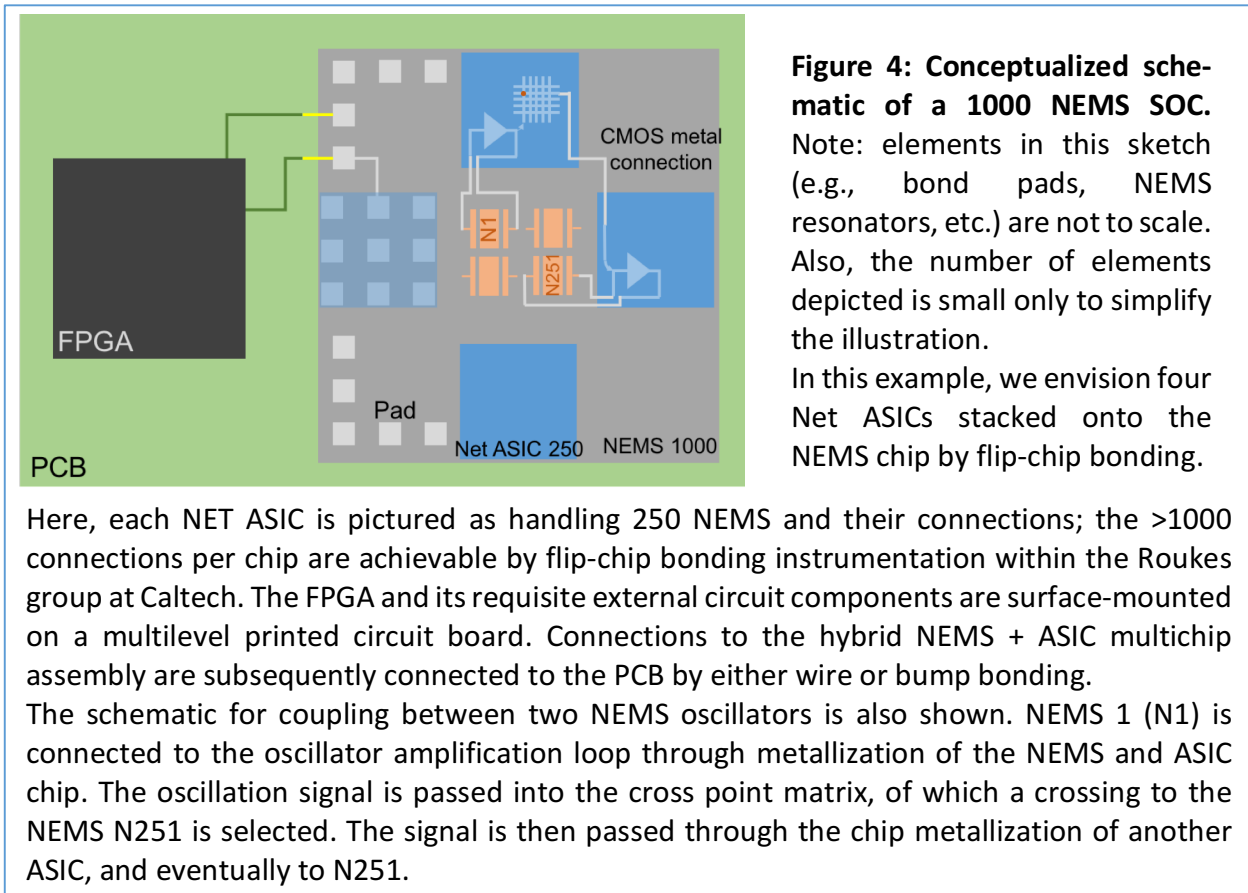 Figure 4: Conceptualized sche-
matic of a 1000 NEMS SOC.
Note: elements in this sketch
(e.g., bond pads, NEMS
resonators, etc.) are not to scale.
Also, the number of elements
depicted is small only to simplify
the illustration.
In this example, we envision four
Net ASICs stacked onto the
NEMS chip by flip-chip bonding.
CMOS metal
connection
N1
N251
FPGA
Pad
Net ASIC 250
NEMS 1000
PCB
Here, each NET ASIC is pictured as handling 250 NEMS and their connections; the >1000
connections per chip are achievable by flip-chip bonding instrumentation within the Roukes
group at Caltech. The FPGA and its requisite external circuit components are surface-mounted
on a multilevel printed circuit board. Connections to the hybrid NEMS + ASIC multichip
assembly are subsequently connected to the PCB by either wire or bump bonding.
The schematic for coupling between two NEMS oscillators is also shown. NEMS 1 (N1) is
connected to the oscillator amplification loop through metallization of the NEMS and ASIC
chip. The oscillation signal is passed into the cross point matrix, of which a crossing to the
NEMS N251 is selected. The signal is then passed through the chip metallization of another
ASIC, and eventually to N251.